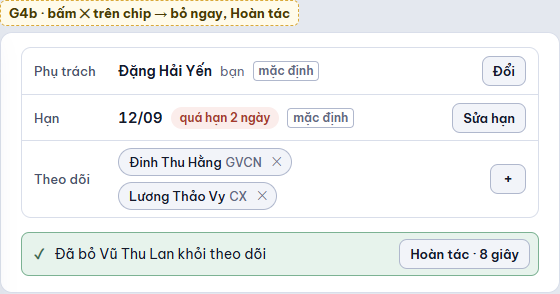 G4b · bấm ✕ trên chip → bỏ ngay, Hoàn tác
Phụ trách Đặng Hải Yến bạn mặc định Đổi
Hạn 12/09 quá hạn 2 ngày mặc định Sửa hạn
Theo dõi Đinh Thu Hằng GVCN ✕
Lương Thảo Vy CX ✕ +
✓ Đã bỏ Vũ Thu Lan khỏi theo dõi Hoàn tác · 8 giây